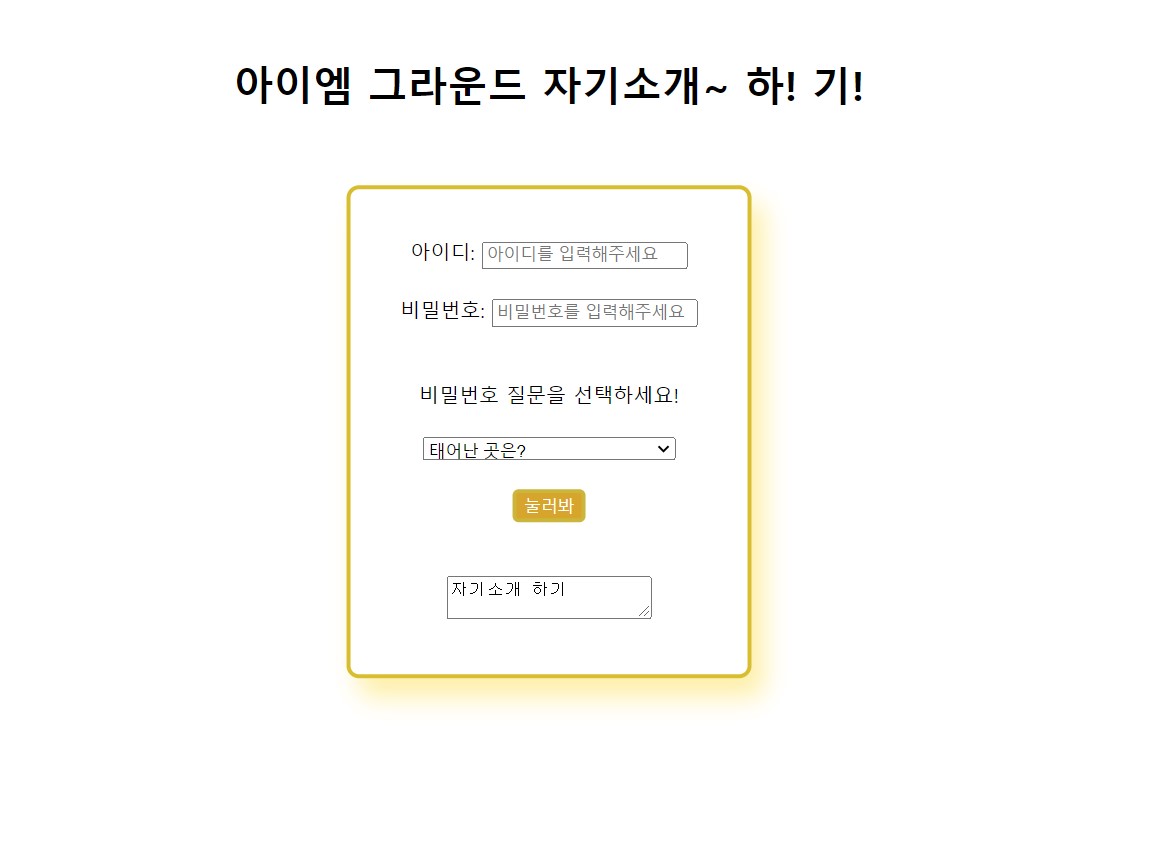 아이엠 그라운드 자기소개~ 하! 기!
아이디: 아이디를 입력해주세요
비밀번호: 비밀번호를 입력해주세요
비밀번호 질문을 선택하세요!
태어난 곳은?
눌러봐
자기소개 하기